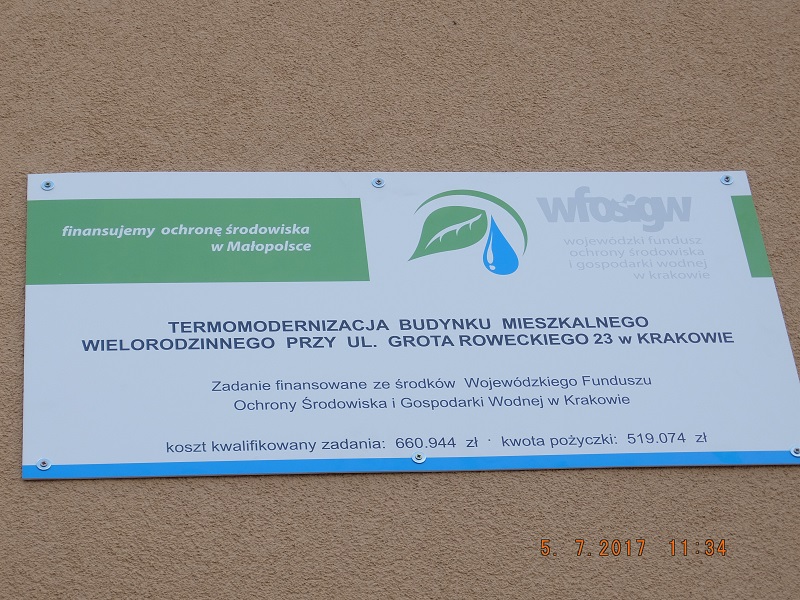 finansujemy ochronę środowiska
w Małopolsce
wfosigw
wojewódzki fundusz
ochrony środowiska
i gospodarki wodnej
w krakowie
TERMOMODERNIZACJA BUDYNKU MIESZKALNEGO
WIELORODZINNEGO PRZY UL. GROTA ROWECKIEGO 23 w KRAKOWIE
Zadanie finansowane ze środków Wojewódzkiego Funduszu
Ochrony Środowiska i Gospodarki Wodnej w Krakowie
koszt kwalifikowany zadania: 660.944 zł · kwota pożyczki: 519.074 zł
5. 7.2017 11:34